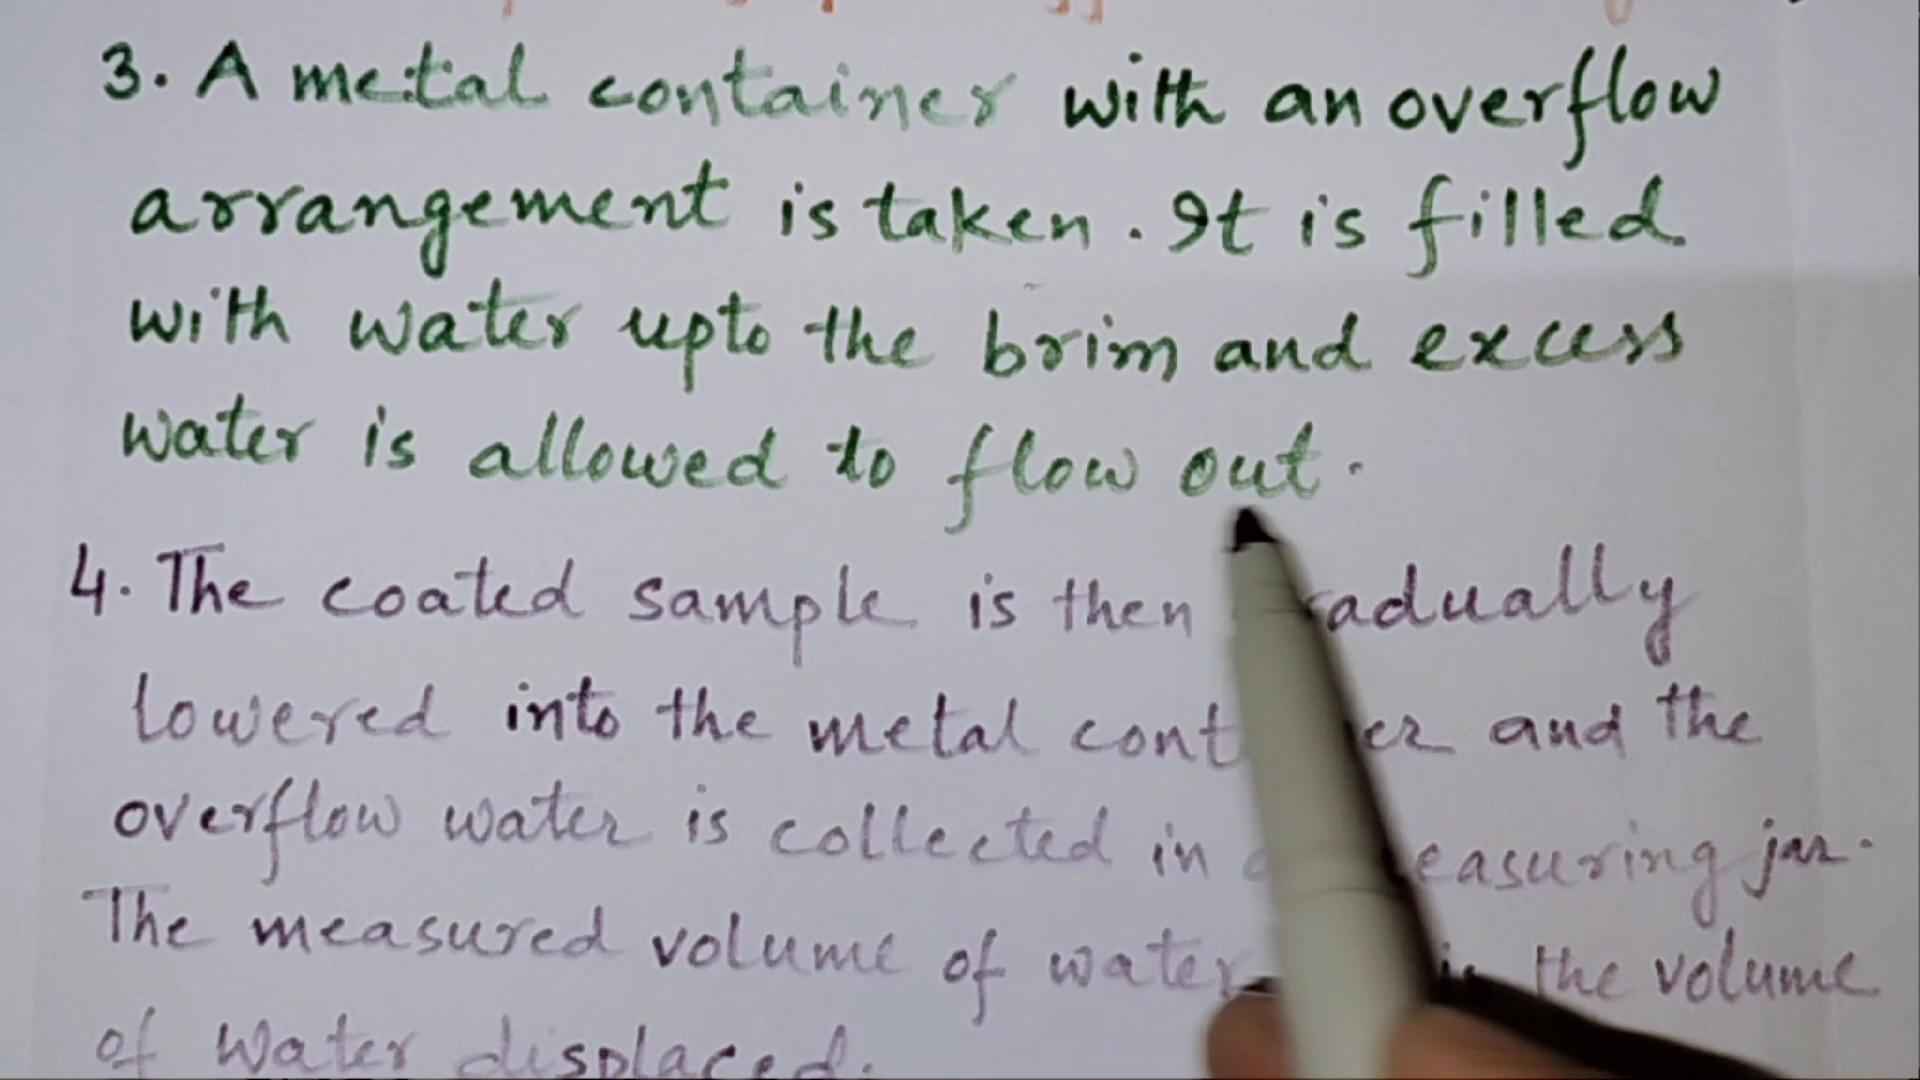 3. A metal container with an overflow
arrangement is taken. It is filled
with water upto the brim and excess
water is allowed to flow out.
4. The coated sample is then
lowered into the metal and the
overflow water is collected in jar.
The measured volume of water the volume
of water displaced.